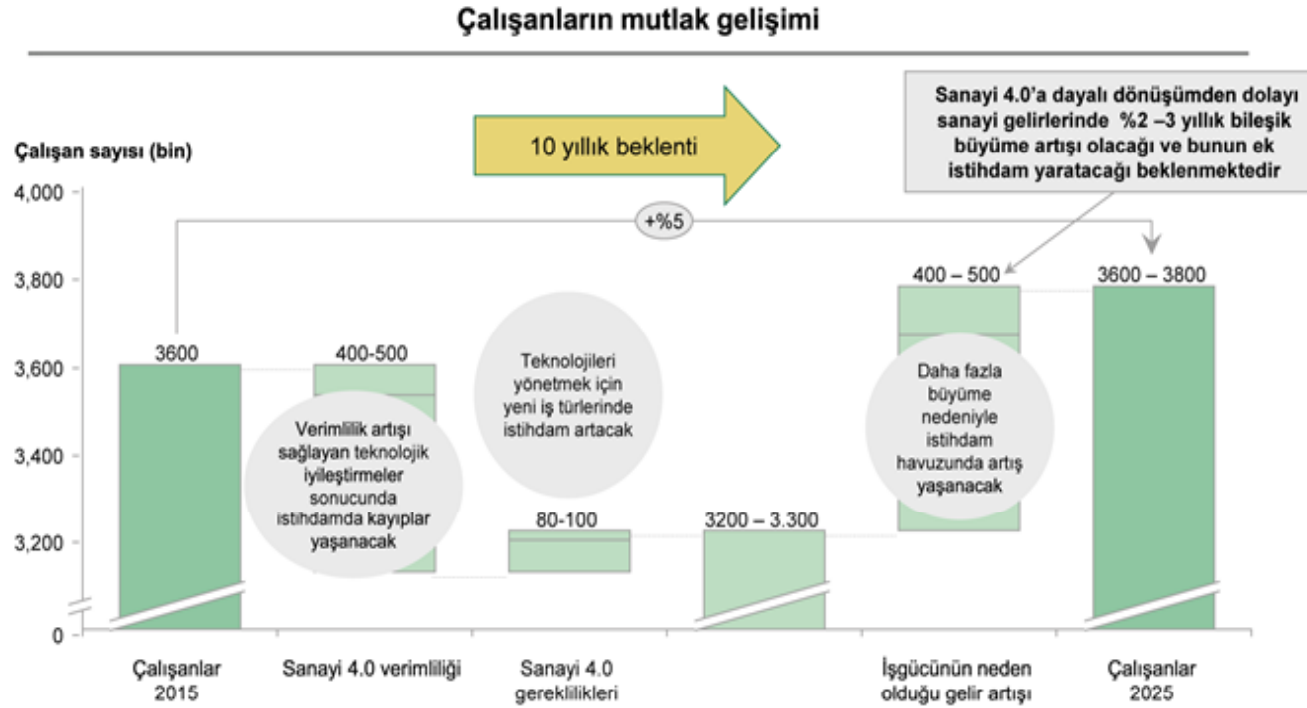 Çalışanların mutlak gelişimi
Sanayi 4.0'a dayalı dönüşümden dolayı
sanayi gelirlerinde %2 –3 yıllık bileşik
büyüme artışı olacağı ve bunun ek
istihdam yaratacağı beklenmektedir
10 yıllık beklenti
Çalışan sayısı (bin)
4,000
3,800
3,600
3,400
3,200
0
+%5
3600
400-500
Verimlilik artışı
sağlayan teknolojik
iyileştirmeler
sonucunda
istihdamda kayıplar
yaşanacak
Teknolojileri
yönetmek için
yeni iş türlerinde
istihdam artacak
80-100
3200 – 3.300
400 – 500
Daha fazla
büyüme
nedeniyle
istihdam
havuzunda artış
yaşanacak
3600 – 3800
Çalışanlar
2015
Sanayi 4.0 verimliliği
Sanayi 4.0
gereklilikleri
İşgücünün neden
olduğu gelir artışı
Çalışanlar
2025